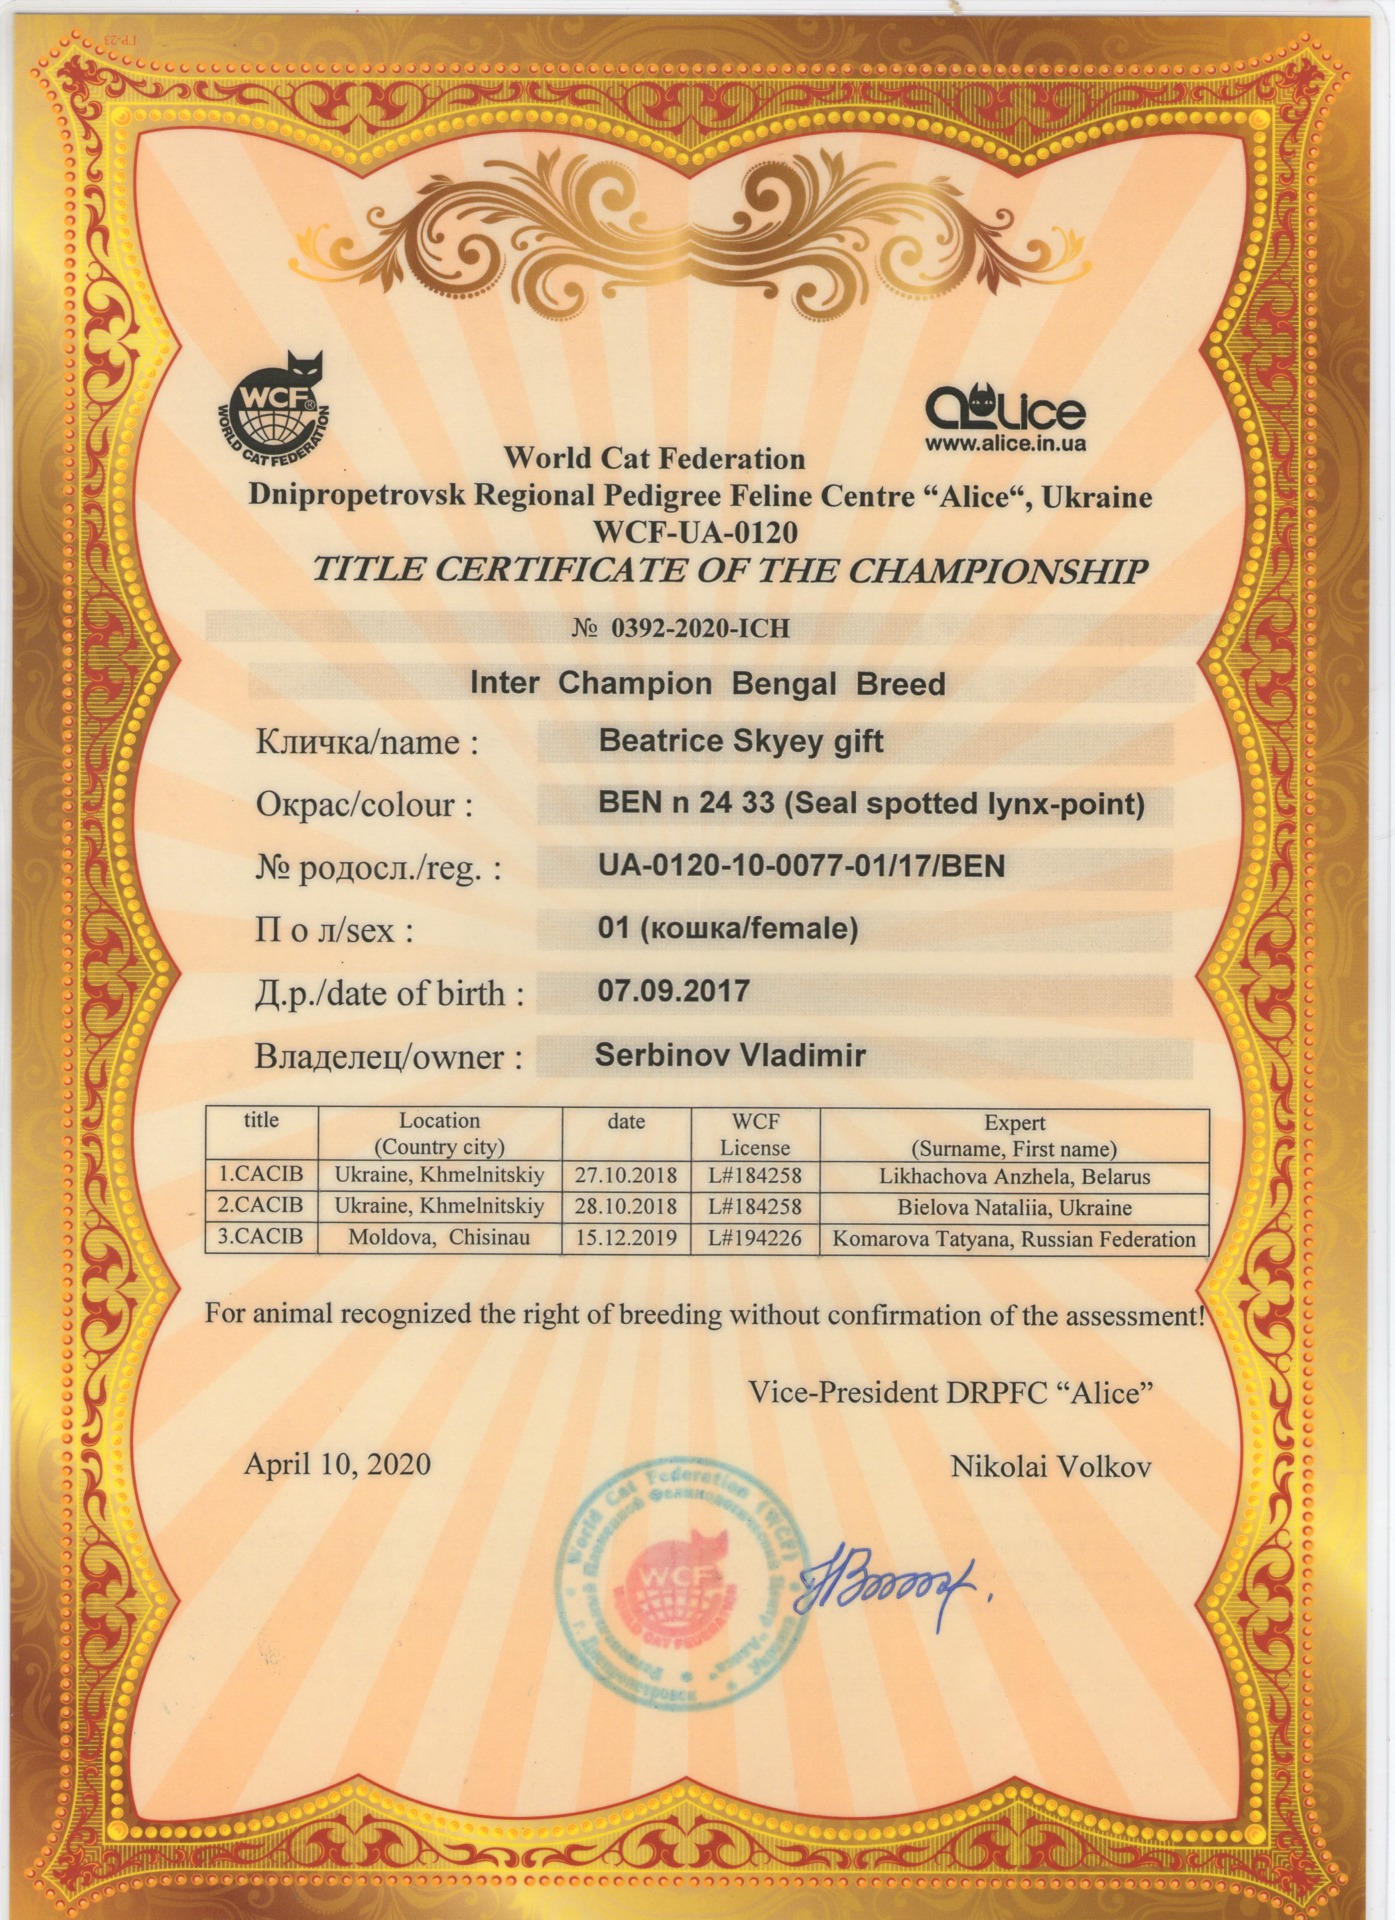 ГР-23
WCF®
WORLD CAT FEDERATION
aLice
www.alice.in.ua
World Cat Federation
Dnipropetrovsk Regional Pedigree Feline Centre “Alice“, Ukraine
WCF-UA-0120
TITLE CERTIFICATE OF THE CHAMPIONSHIP
№ 0392-2020-ICH
Inter Champion Bengal Breed
Кличка/name : Beatrice Skyey gift
Окрас/colour : BEN n 24 33 (Seal spotted lynx-point)
№ родосл./reg. : UA-0120-10-0077-01/17/BEN
П о л/sex : 01 (кошка/female)
Д.р./date of birth : 07.09.2017
Владелец/owner : Serbinov Vladimir
title Location (Country city) date WCF License Expert (Surname, First name)
1.CACIB Ukraine, Khmelnitskiy 27.10.2018 L#184258 Likhachova Anzhela, Belarus
2.CACIB Ukraine, Khmelnitskiy 28.10.2018 L#184258 Bielova Nataliia, Ukraine
3.CACIB Moldova, Chisinau 15.12.2019 L#194226 Komarova Tatyana, Russian Federation
For animal recognized the right of breeding without confirmation of the assessment!
Vice-President DRPFC “Alice”
April 10, 2020 Nikolai Volkov
World Cat Federation (WCF)
WCF
WORLD CAT FEDERATION